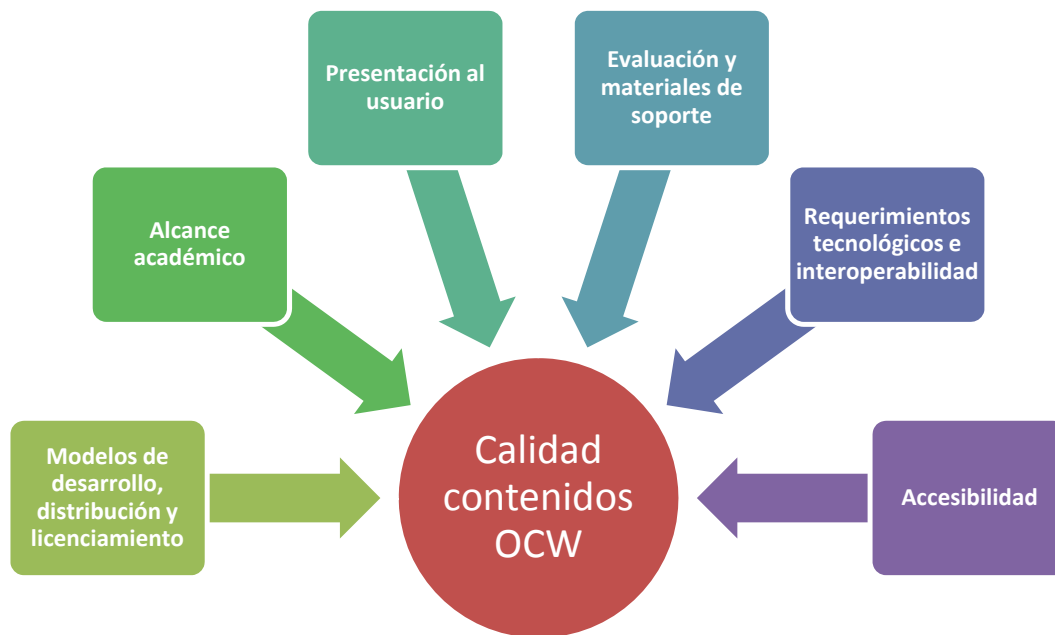 Presentación al
usuario
Evaluación y
materiales de
soporte
Alcance
académico
Requerimientos
tecnológicos e
interoperabilidad
Modelos de
desarrollo,
distribución y
licenciamiento
Calidad
contenidos
OCW
Accesibilidad